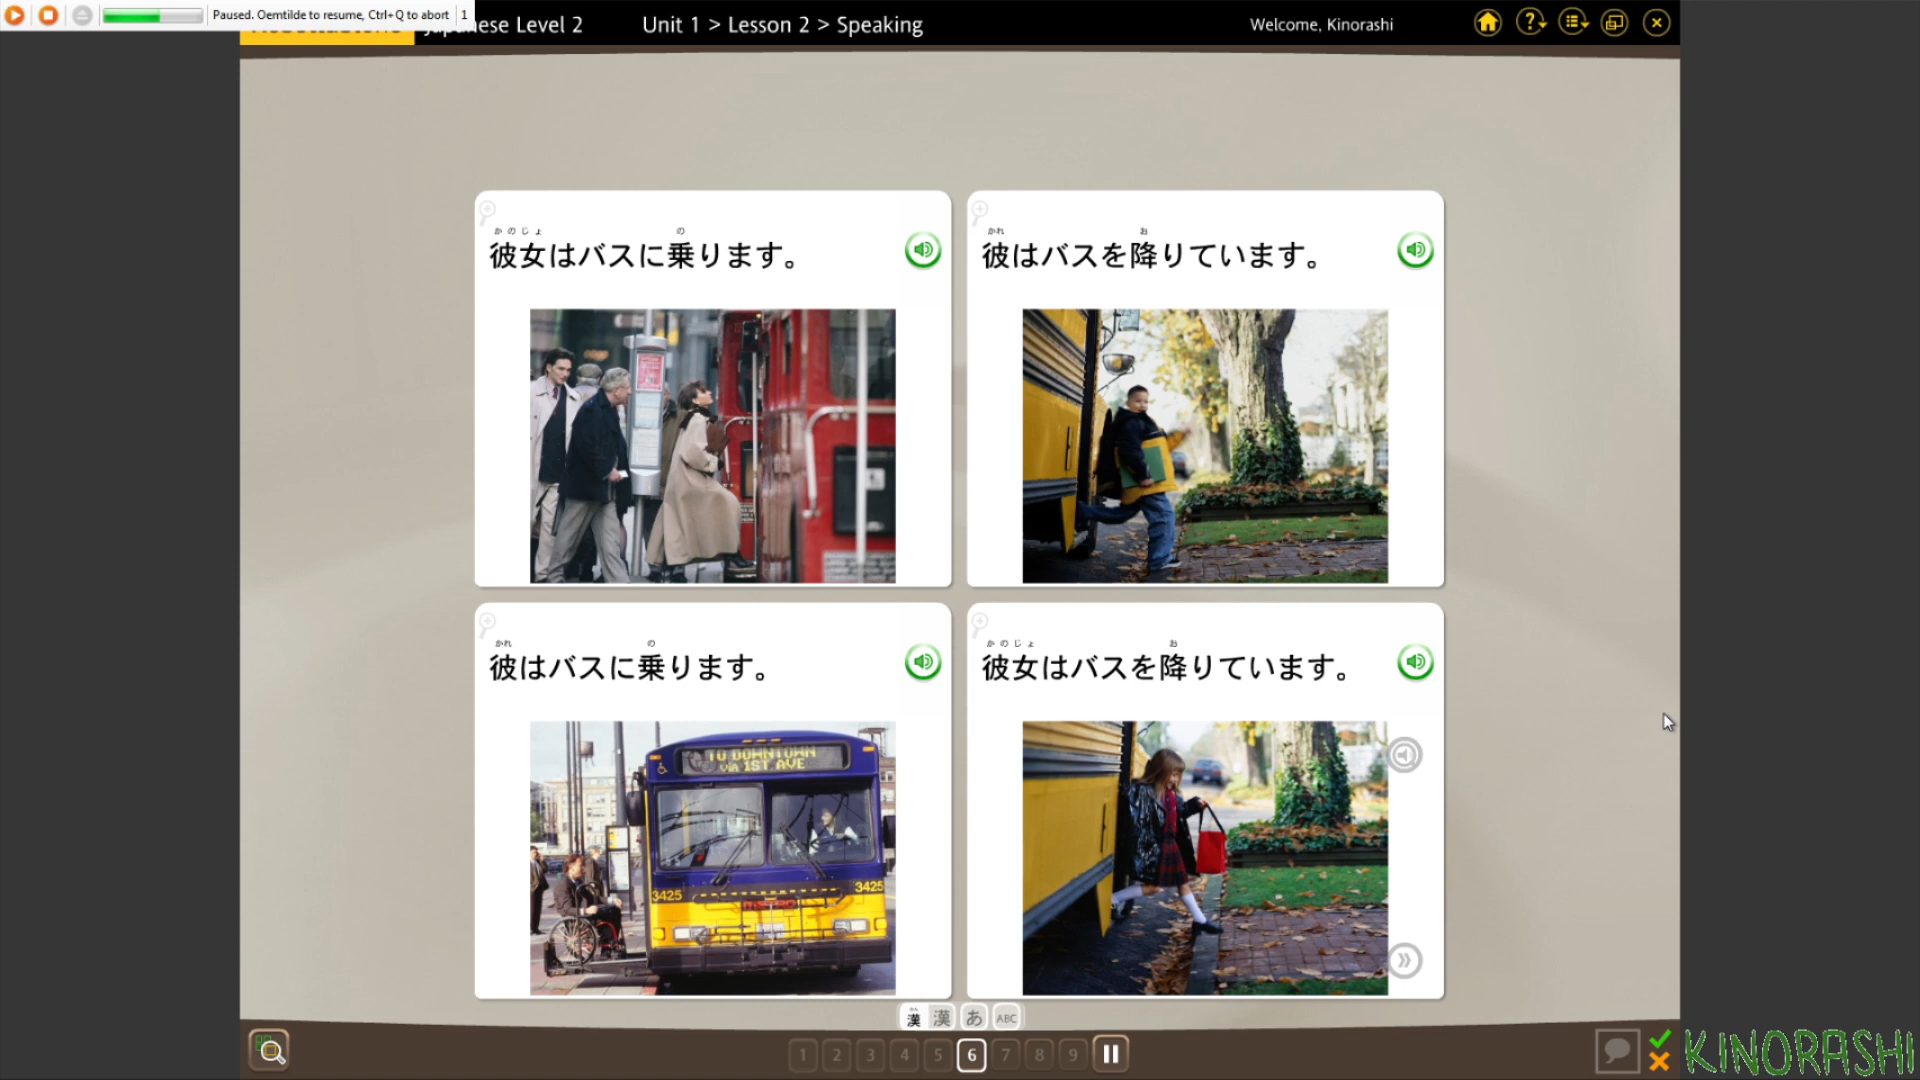 Paused. Oemtilde to resume, Ctrl+Q to abort 1
Japanese Level 2
Unit 1 > Lesson 2 > Speaking
Welcome, Kinorashi
かのじょ の
彼女はバスに乗ります。
かれ お
彼はバスを降りています。
かれ の
彼はバスに乗ります。
かのじょ お
彼女はバスを降りています。
TO DOWNTOWN
via 1ST AVE
3425 3425
漢 漢 あ ABC
1 2 3 4 5 6 7 8 9
KINORASHI